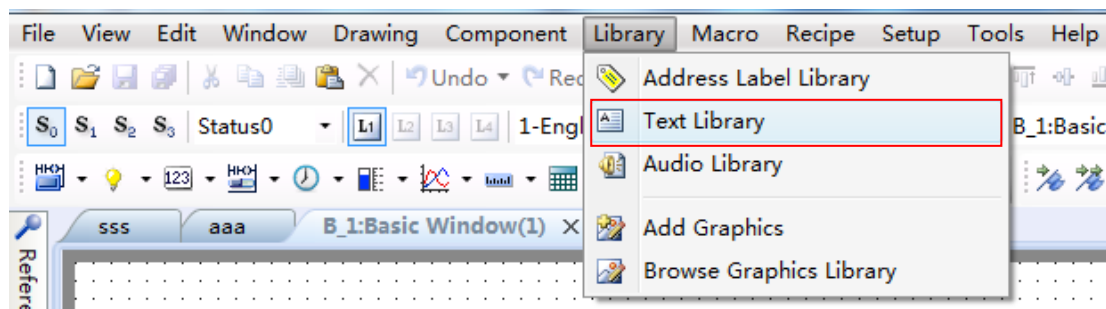 File View Edit Window Drawing Component Library Macro Recipe Setup Tools Help
Undo
Address Label Library
S0 S1 S2 S3 Status0 L1 L2 L3 L4 1-Engl
Text Library
B_1:Basic
123
Audio Library
sss aaa B_1:Basic Window(1)
Add Graphics
Browse Graphics Library
Refere